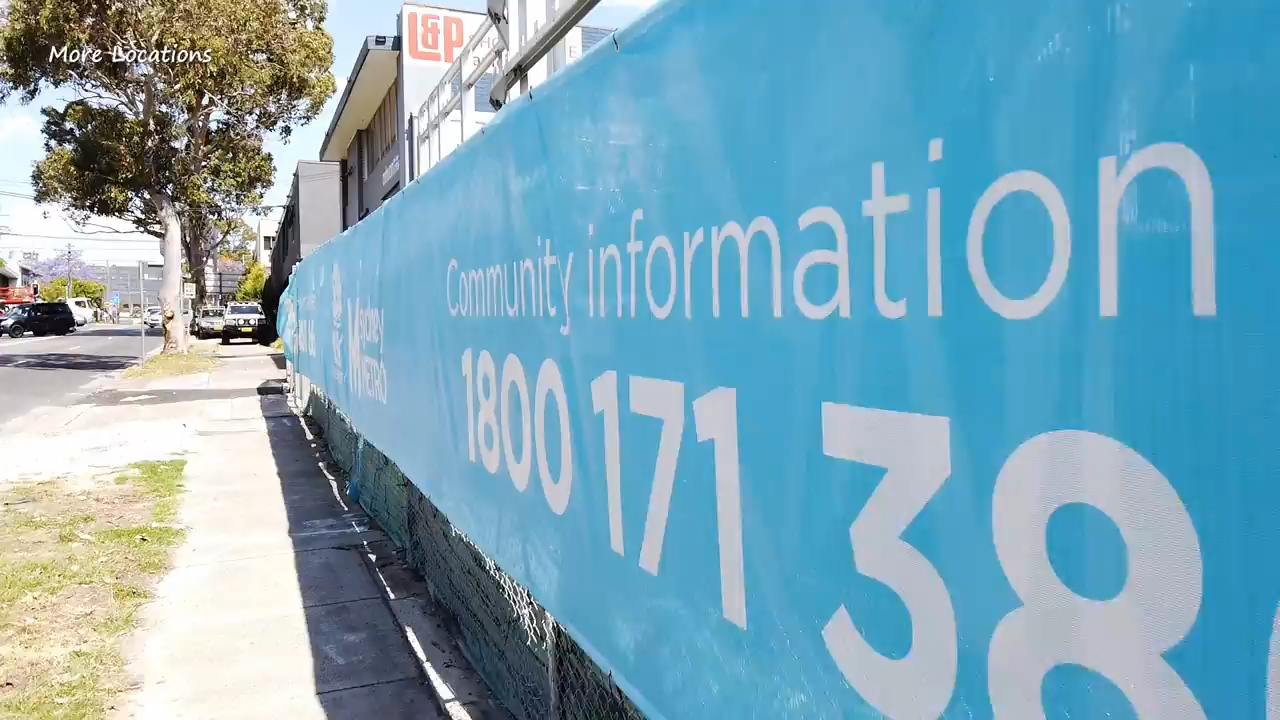 More Locations
L&P
Community information
1800 171 38
SYDNEY
METRO